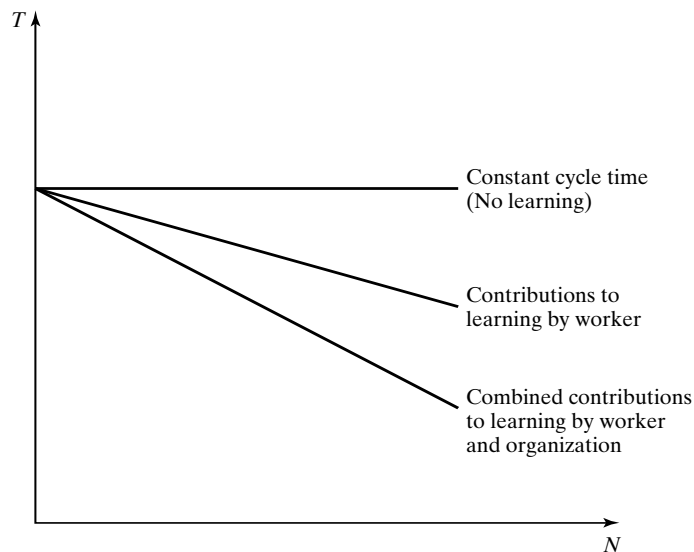 T
Constant cycle time
(No learning)
Contributions to
learning by worker
Combined contributions
to learning by worker
and organization
N